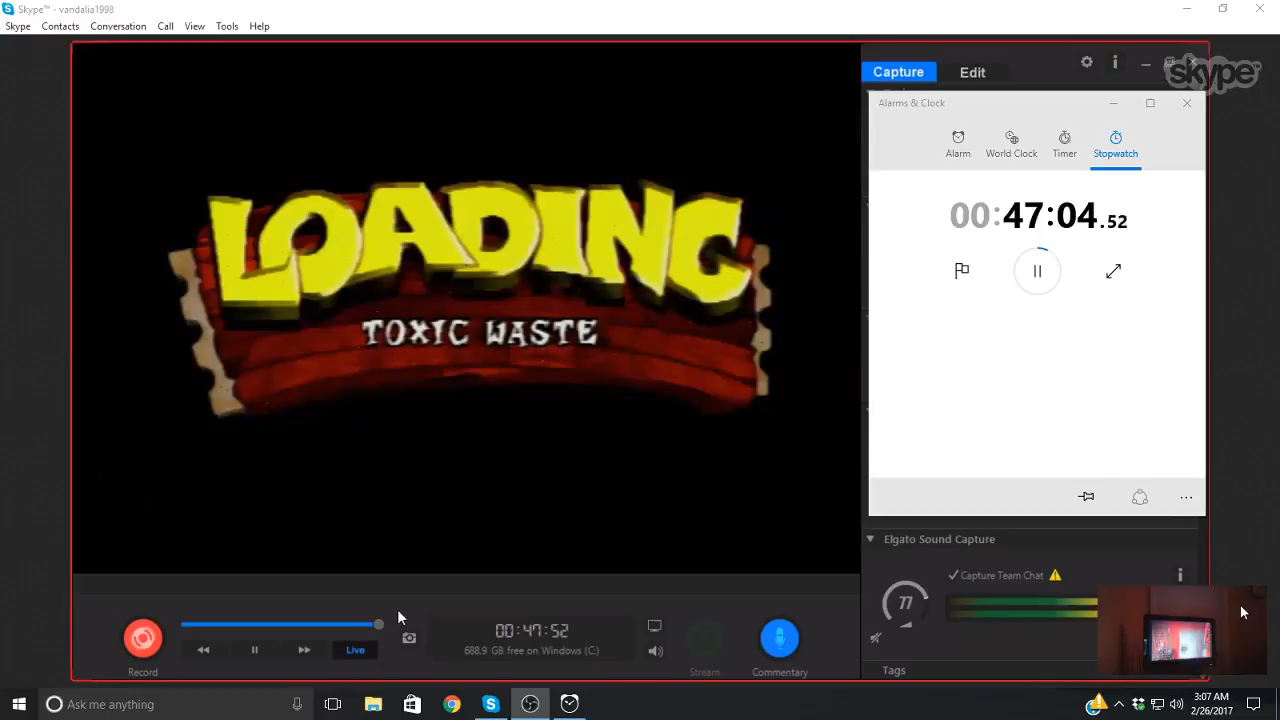 Skype™ - vandalia1998
Skype Contacts Conversation Call View Tools Help
Capture Edit
skype™
Alarms & Clock
Alarm World Clock Timer Stopwatch
00:47:04.52
LOADING
TOXIC WASTE
Elgato Sound Capture
Capture Team Chat
77
00:47:52
688.9 GB free on Windows (C:)
Live
Record
Stream
Commentary
Tags
Ask me anything
3:07 AM
2/26/2017